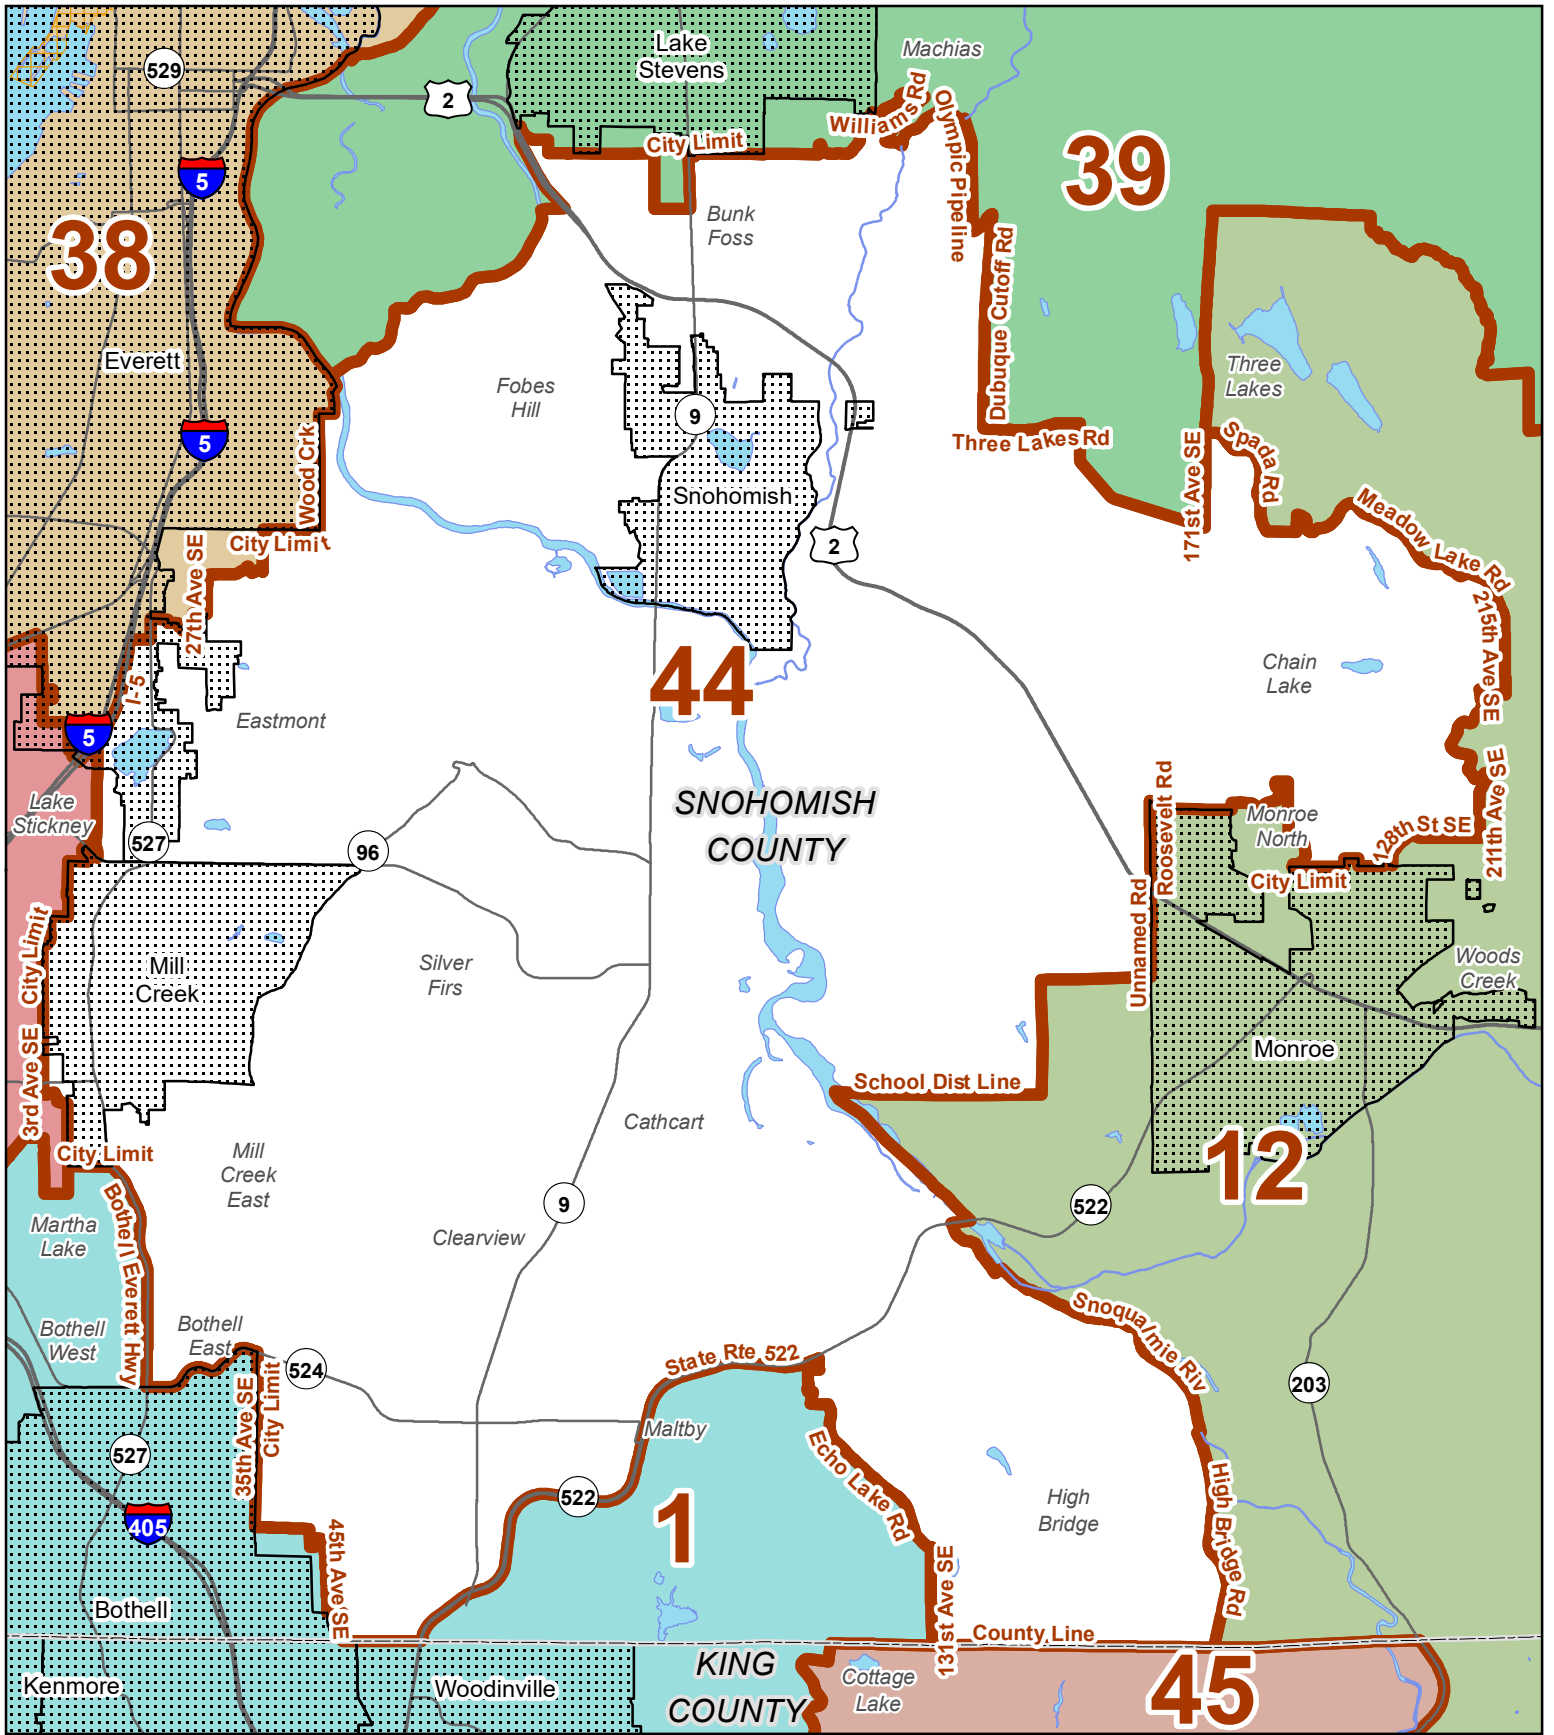 Lake
Stevens
Machias
529
2
Williams Rd
Olympic Pipeline
City Limit
39
5
38
Bunk
Foss
Dubuque Cutoff Rd
Everett
Fobes
Hill
Three
Lakes
9
5
Three Lakes Rd
171st Ave SE
Spada Rd
Wood Crk
Snohomish
Meadow Lake Rd
City Limit
27th Ave SE
2
215th Ave SE
44
Chain
Lake
I-5
Eastmont
5
SNOHOMISH
COUNTY
Lake
Stickney
527
96
Roosevelt Rd
Monroe
North
128th St SE
211th Ave SE
City Limit
Unnamed Rd
City Limit
Mill
Creek
Silver
Firs
Woods
Creek
Monroe
3rd Ave SE
School Dist Line
Cathcart
City Limit
Mill
Creek
East
12
Bothell Everett Hwy
Martha
Lake
9
522
Clearview
Bothell
West
Bothell
East
Snoqualmie Riv
524
State Rte 522
203
35th Ave SE
City Limit
Maltby
527
Echo Lake Rd
High Bridge Rd
522
High
Bridge
405
1
45th Ave SE
131st Ave SE
Bothell
County Line
Kenmore
Woodinville
KING
COUNTY
Cottage
Lake
45